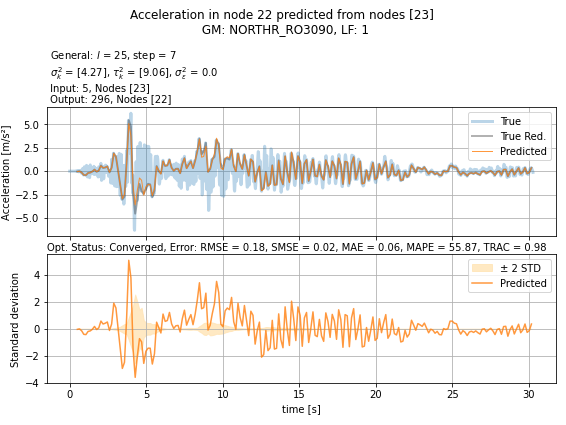 Acceleration in node 22 predicted from nodes [23]
GM: NORTHR_RO3090, LF: 1
General: l = 25, step = 7
σ²ₖ = [4.27], τ²ₖ = [9.06], σ²ₑ = 0.0
Input: 5, Nodes [23]
Output: 296, Nodes [22]
5.0
2.5
0.0
−2.5
−5.0
Acceleration [m/s²]
True
True Red.
Predicted
Opt. Status: Converged, Error: RMSE = 0.18, SMSE = 0.02, MAE = 0.06, MAPE = 55.87, TRAC = 0.98
4
2
0
−2
−4
Standard deviation
± 2 STD
Predicted
0 5 10 15 20 25 30
time [s]